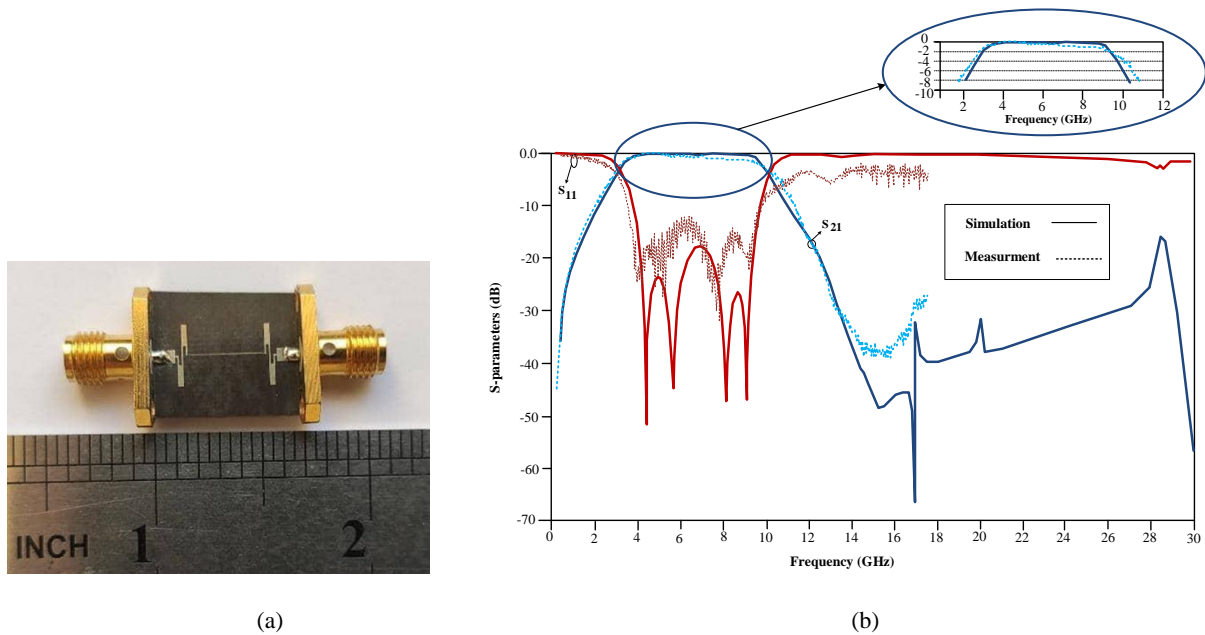 0
-2
-4
-6
-8
-10
2 4 6 8 10 12
Frequency (GHz)
0.0
-10
-20
-30
-40
-50
-60
-70
S-parameters (dB)
S11
S21
Simulation
Measurment
0 2 4 6 8 10 12 14 16 18 20 22 24 26 28 30
Frequency (GHz)
INCH 1 2
(a) (b)